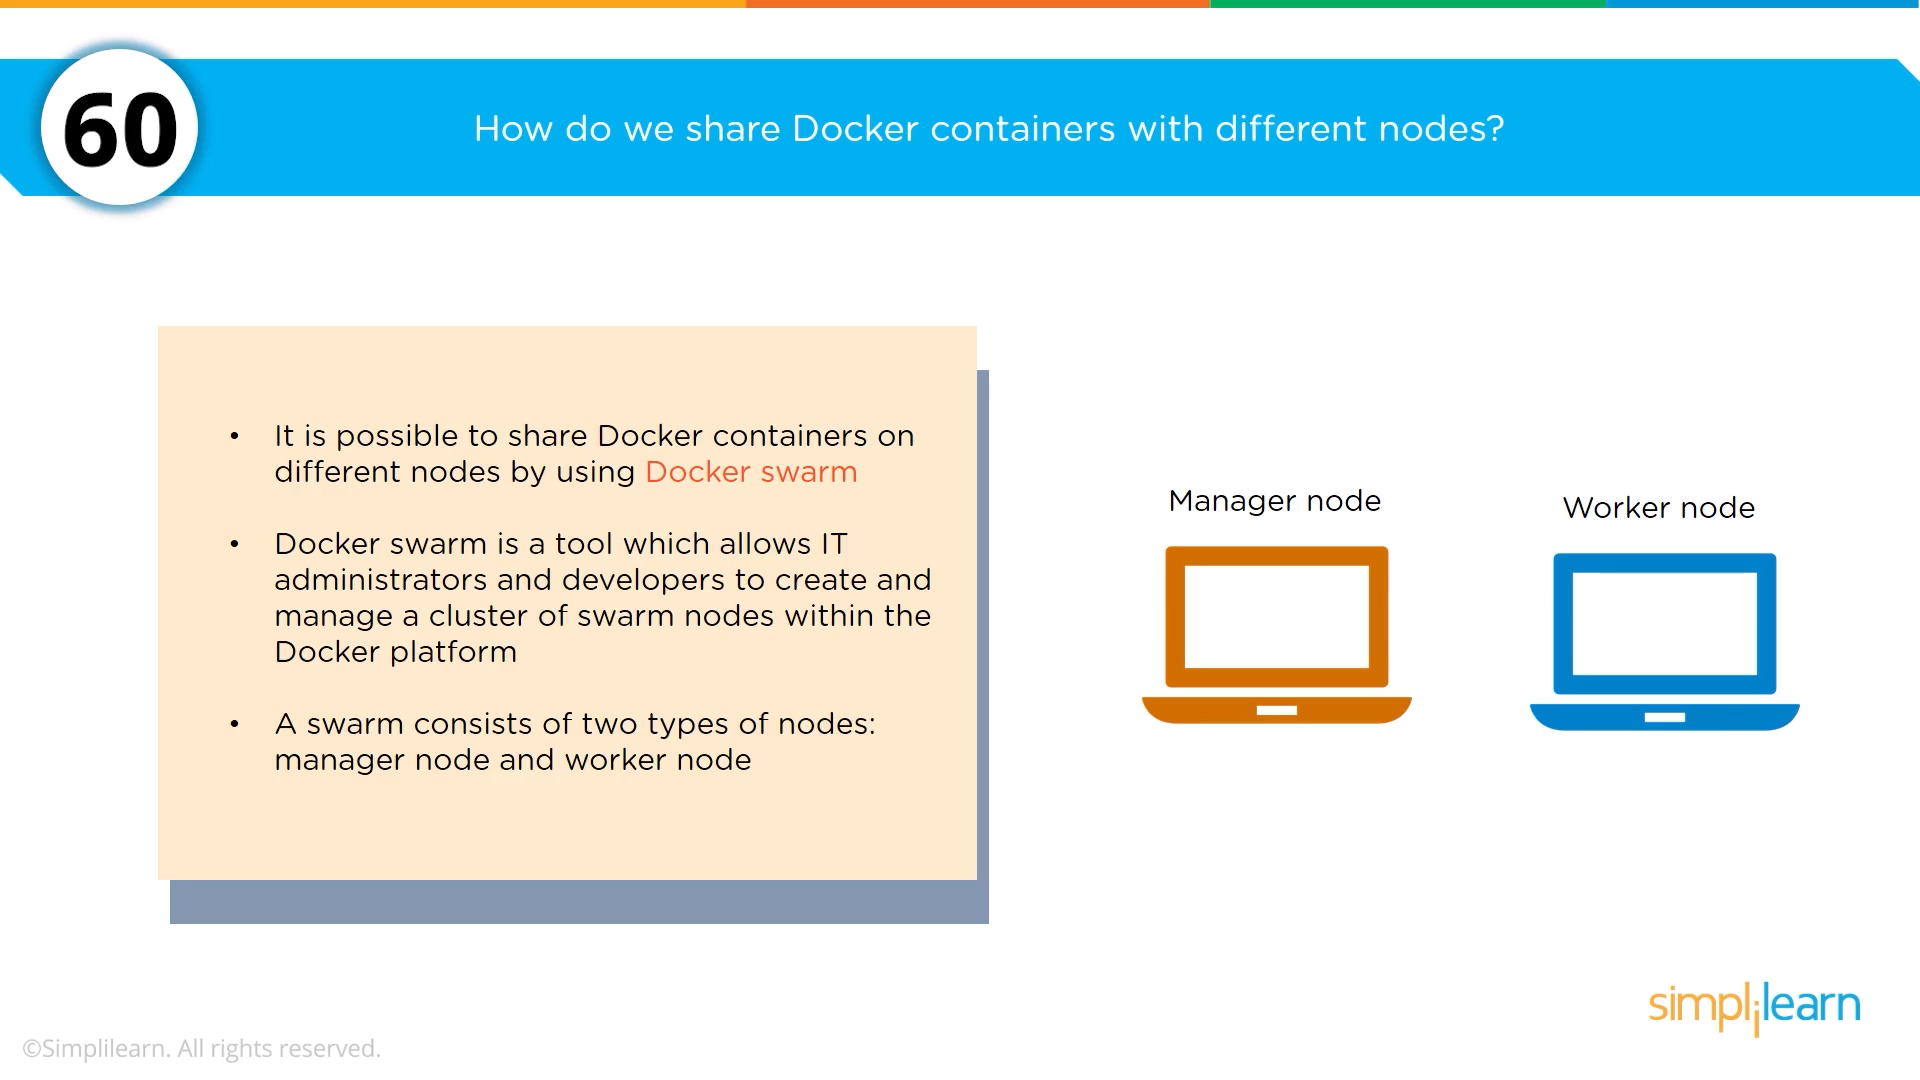 60
How do we share Docker containers with different nodes?
• It is possible to share Docker containers on
different nodes by using Docker swarm
• Docker swarm is a tool which allows IT
administrators and developers to create and
manage a cluster of swarm nodes within the
Docker platform
• A swarm consists of two types of nodes:
manager node and worker node
Manager node
Worker node
simplilearn
©Simplilearn. All rights reserved.